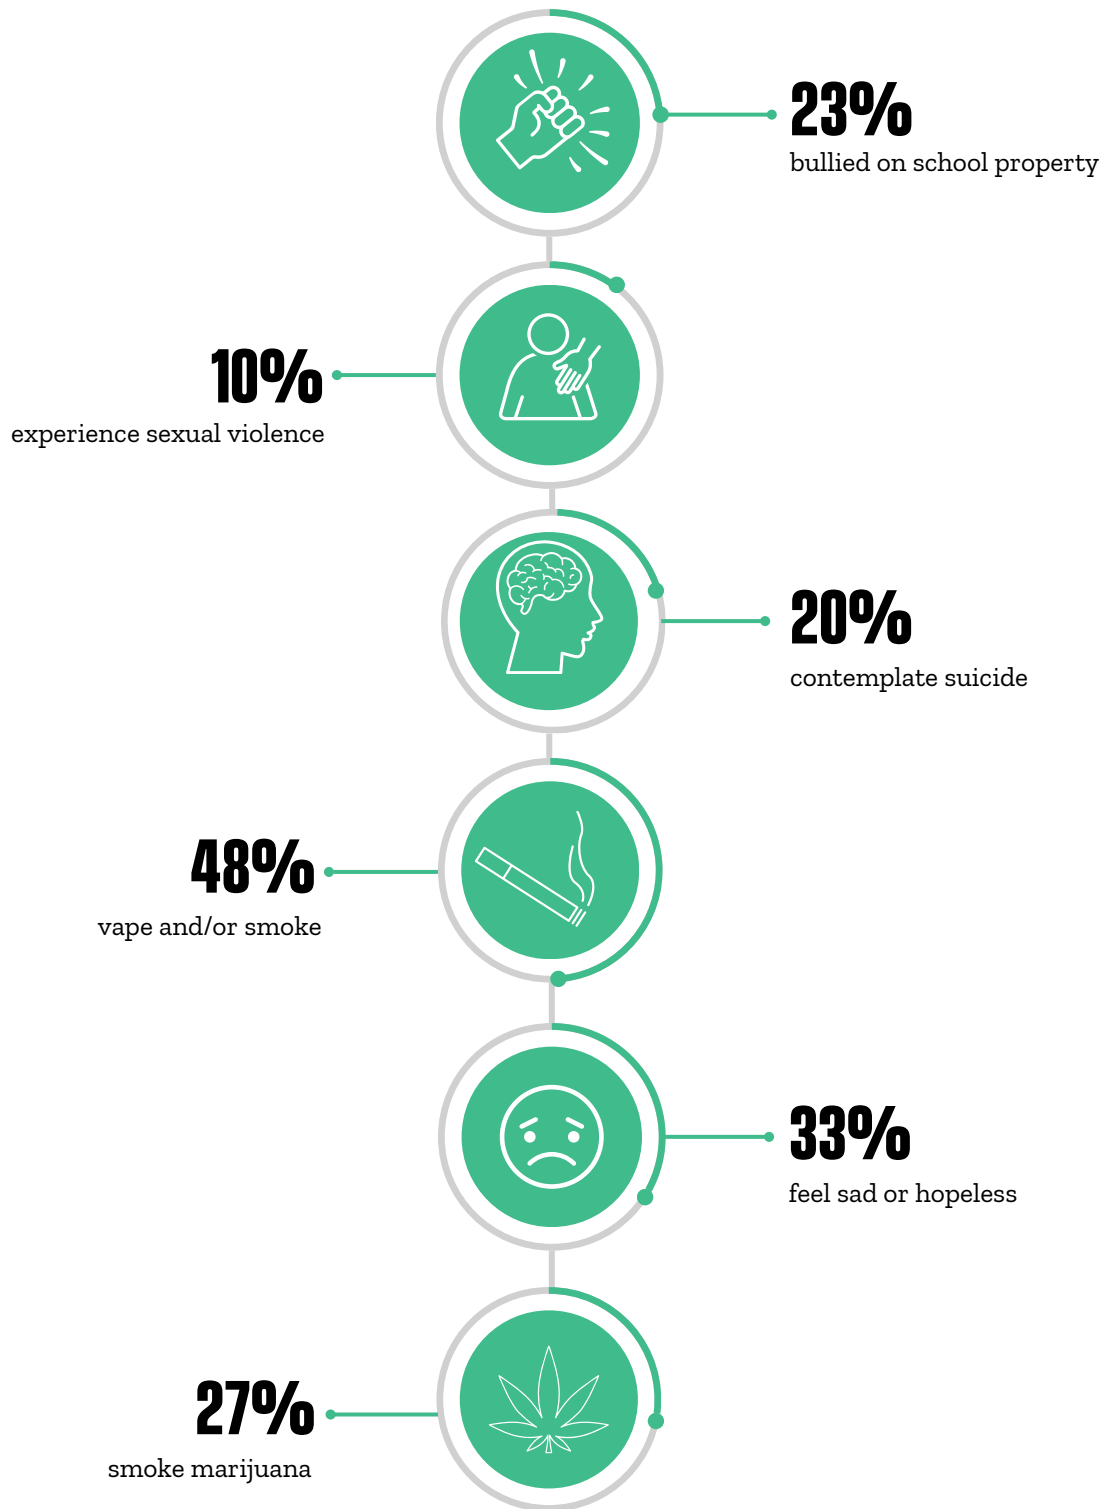 23%
bullied on school property
10%
experience sexual violence
20%
contemplate suicide
48%
vape and/or smoke
33%
feel sad or hopeless
27%
smoke marijuana